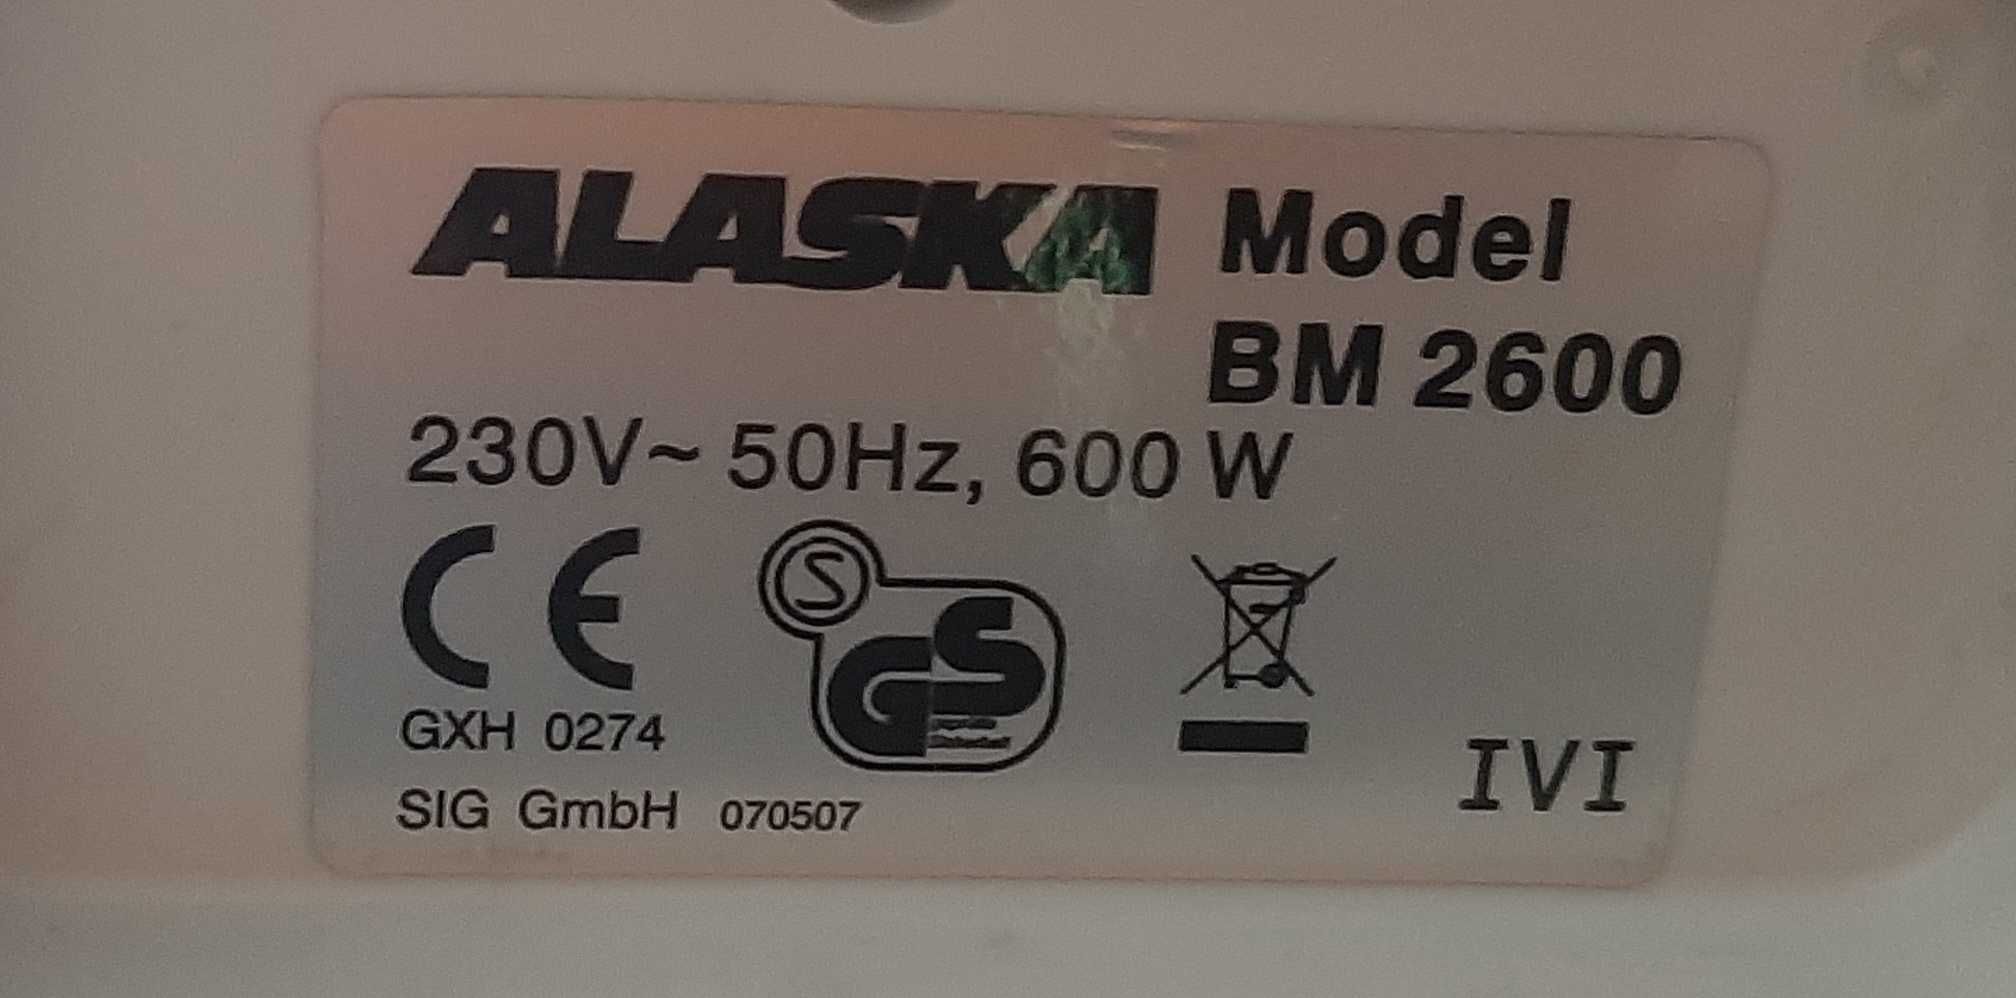 ALASKA Model
BM 2600
230V~ 50Hz, 600 W
CE
S
GS
GXH 0274
SIG GmbH 070507
IVI